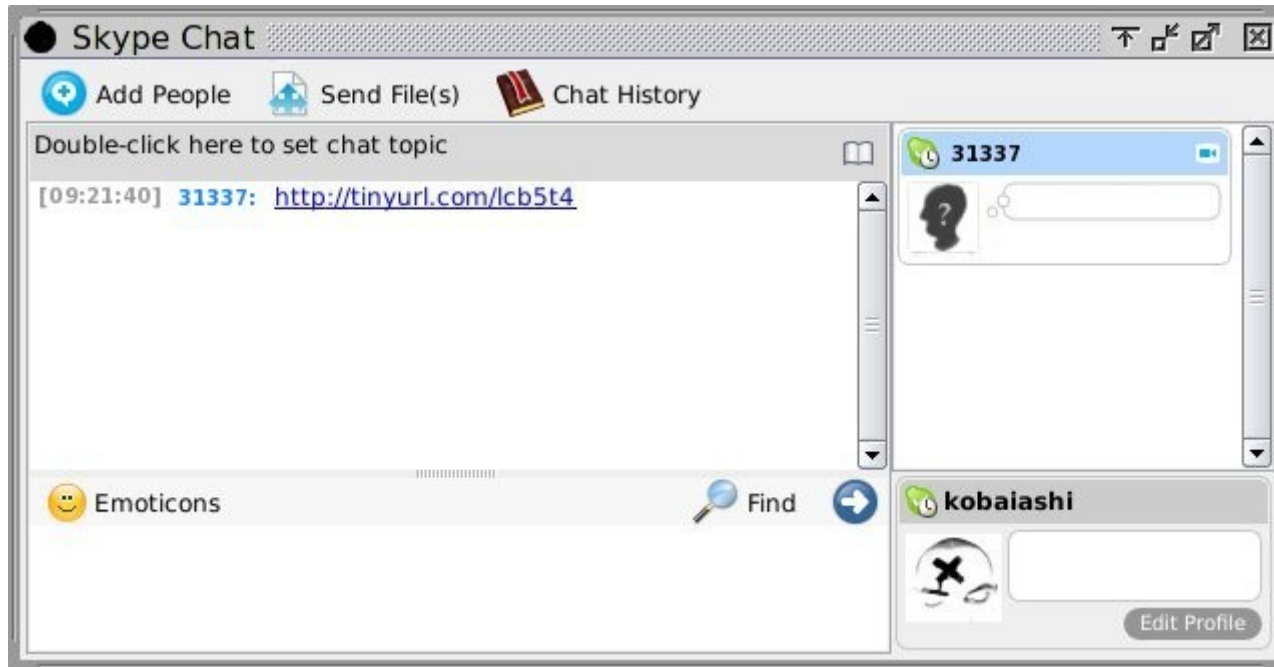 Skype Chat
Add People Send File(s) Chat History
Double-click here to set chat topic
31337
[09:21:40] 31337: http://tinyurl.com/lcb5t4
?
Emoticons Find
kobaiashi
Edit Profile